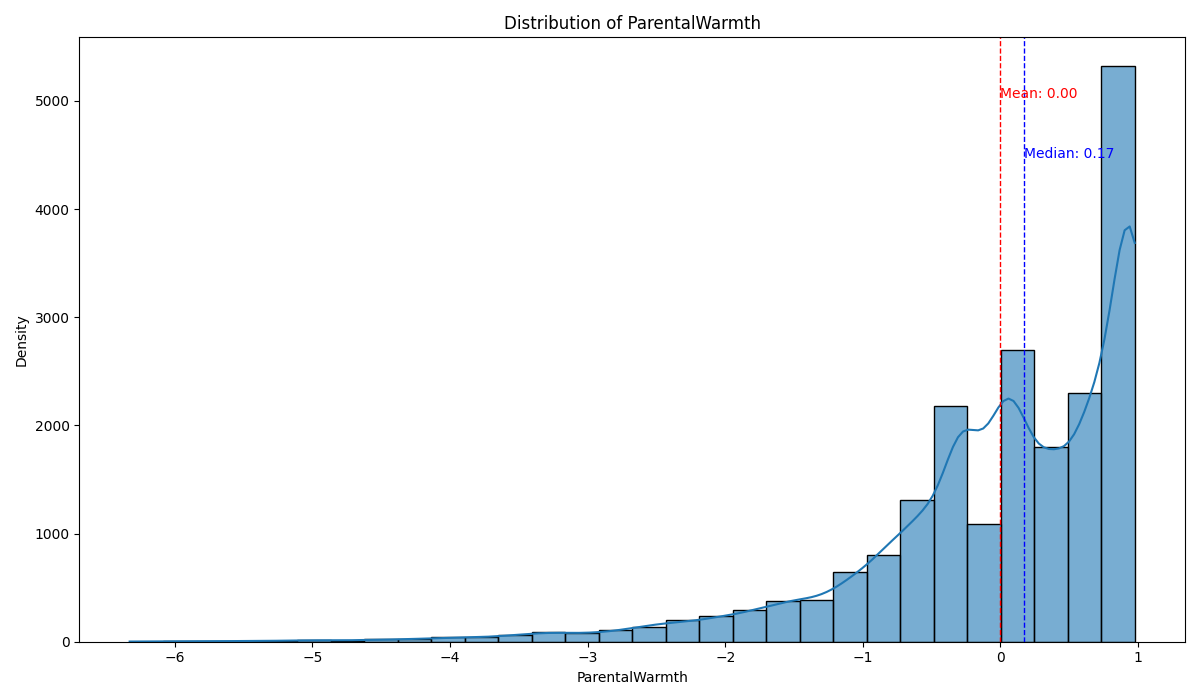 Distribution of ParentalWarmth
Density
5000
4000
3000
2000
1000
0
Mean: 0.00
Median: 0.17
−6 −5 −4 −3 −2 −1 0 1
ParentalWarmth